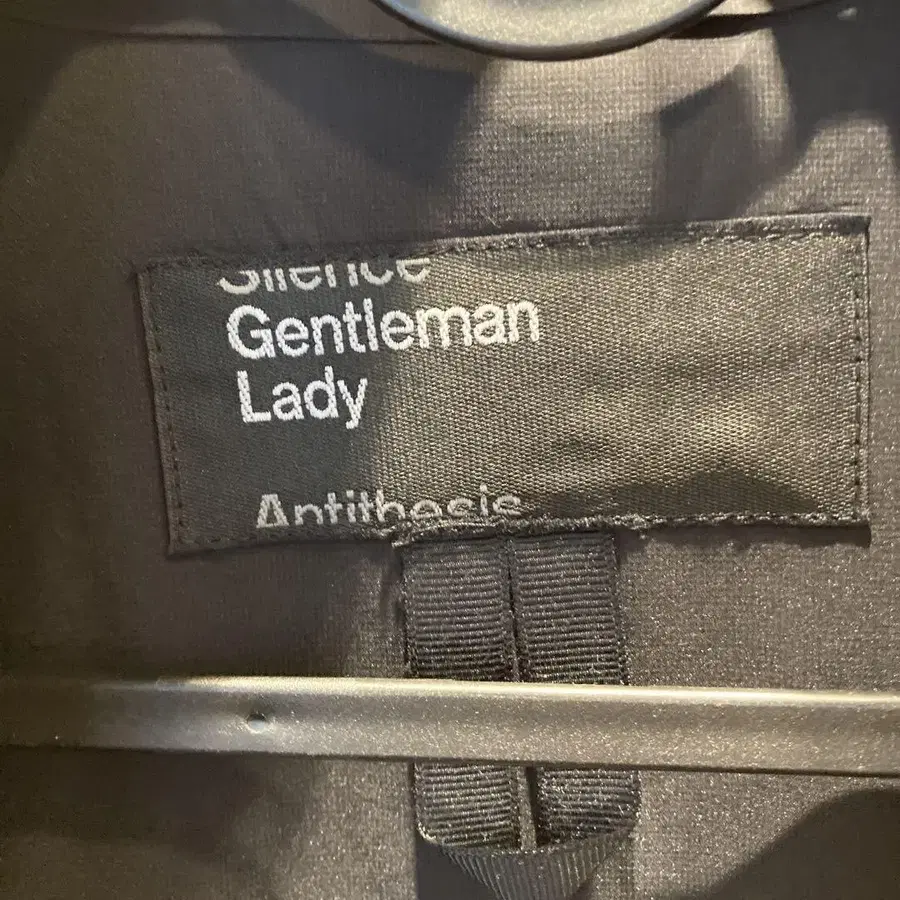 Silence
Gentleman
Lady
Antithesis